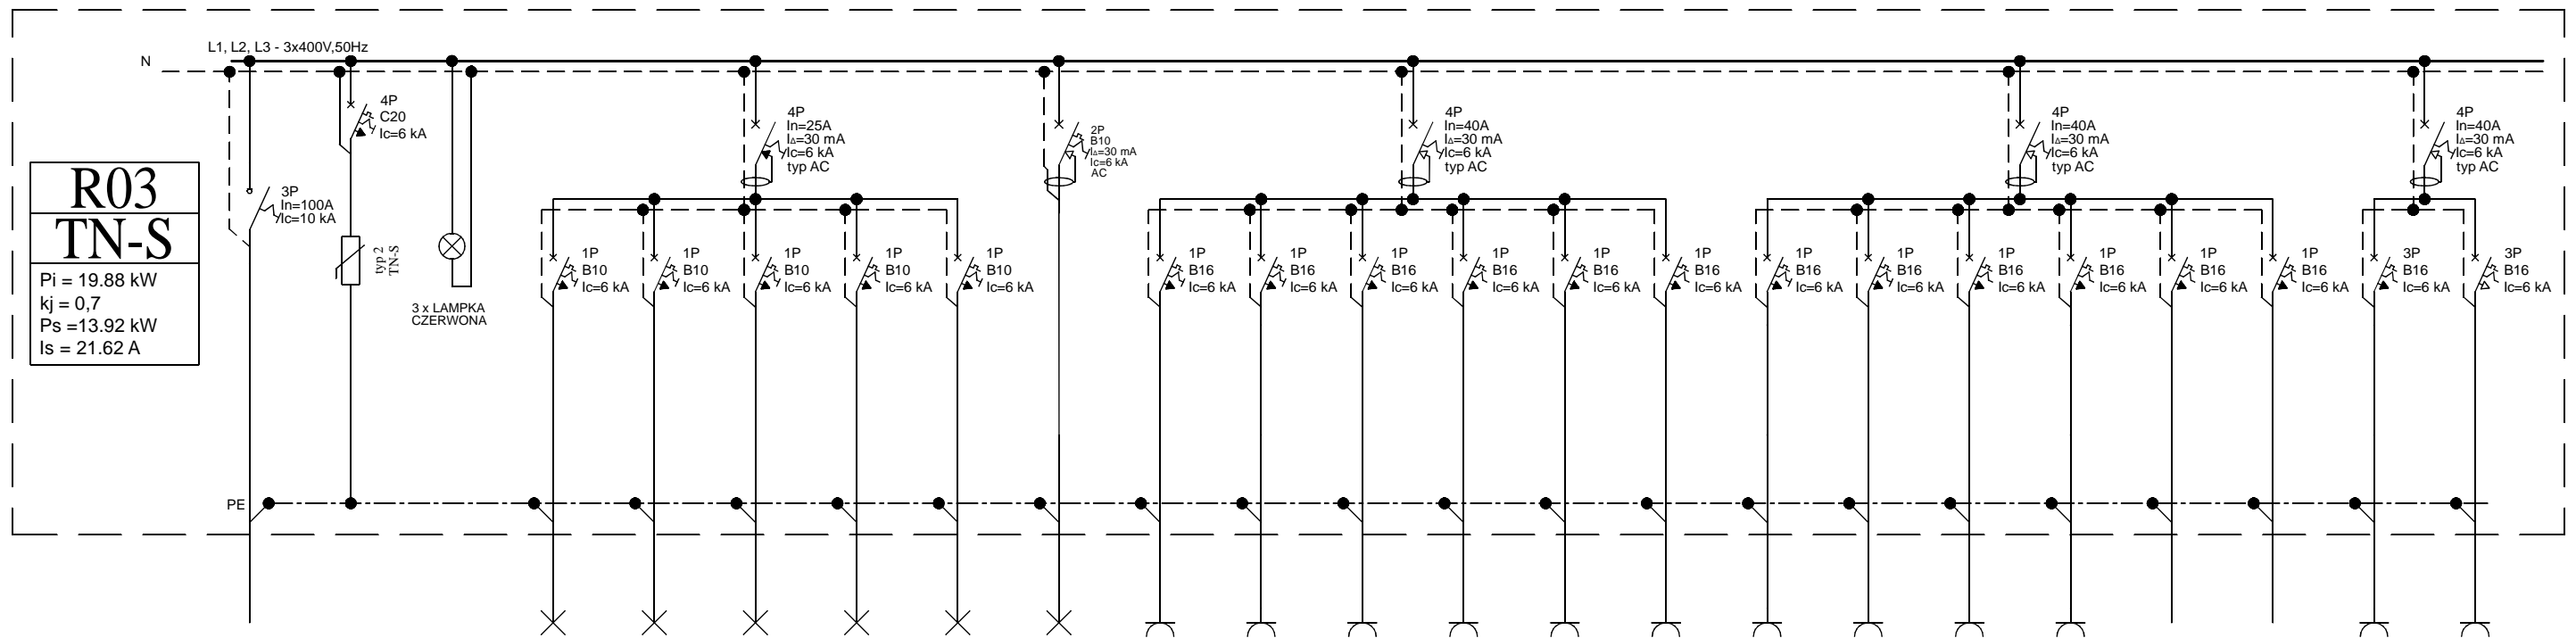 L1, L2, L3 - 3x400V,50Hz
N
R03
TN-S
Pi = 19.88 kW
kj = 0,7
Ps =13.92 kW
Is = 21.62 A
3P
In=100A
Ic=10 kA
4P
C20
Ic=6 kA
typ 2
TN-S
3 x LAMPKA
CZERWONA
4P
In=25A
I∆=30 mA
Ic=6 kA
typ AC
1P
B10
Ic=6 kA
1P
B10
Ic=6 kA
1P
B10
Ic=6 kA
1P
B10
Ic=6 kA
1P
B10
Ic=6 kA
2P
B10
I∆=30 mA
Ic=6 kA
AC
4P
In=40A
I∆=30 mA
Ic=6 kA
typ AC
1P
B16
Ic=6 kA
1P
B16
Ic=6 kA
1P
B16
Ic=6 kA
1P
B16
Ic=6 kA
1P
B16
Ic=6 kA
1P
B16
Ic=6 kA
4P
In=40A
I∆=30 mA
Ic=6 kA
typ AC
1P
B16
Ic=6 kA
1P
B16
Ic=6 kA
1P
B16
Ic=6 kA
1P
B16
Ic=6 kA
1P
B16
Ic=6 kA
1P
B16
Ic=6 kA
4P
In=40A
I∆=30 mA
Ic=6 kA
typ AC
3P
B16
Ic=6 kA
3P
B16
Ic=6 kA
PE